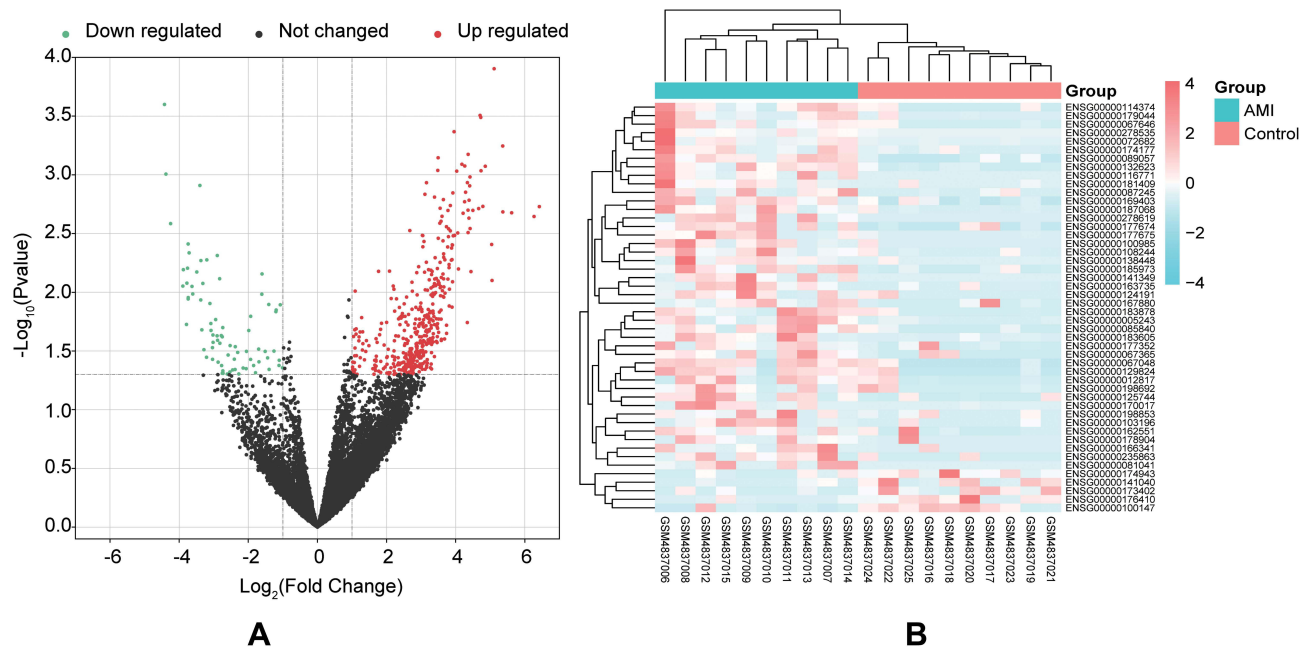 Down regulated
Not changed
Up regulated
4.0
3.5
3.0
2.5
2.0
1.5
1.0
0.5
0.0
-Log10(Pvalue)
-6
-4
-2
0
2
4
6
Log2(Fold Change)
A
Group
ENSG00000114374
ENSG00000179044
ENSG00000067646
ENSG00000278535
ENSG00000072682
ENSG00000174177
ENSG00000089057
ENSG00000132623
ENSG00000116771
ENSG00000181409
ENSG00000087245
ENSG00000169403
ENSG00000187068
ENSG00000278619
ENSG00000177674
ENSG00000177675
ENSG00000100985
ENSG00000108244
ENSG00000138448
ENSG00000185973
ENSG00000141349
ENSG00000163735
ENSG00000124191
ENSG00000167880
ENSG00000183878
ENSG00000005243
ENSG00000085840
ENSG00000183605
ENSG00000177352
ENSG00000067365
ENSG00000067048
ENSG00000129824
ENSG00000012817
ENSG00000198692
ENSG00000125744
ENSG00000170017
ENSG00000198853
ENSG00000103196
ENSG00000162551
ENSG00000178904
ENSG00000166341
ENSG00000235863
ENSG00000081041
ENSG00000174943
ENSG00000141040
ENSG00000173402
ENSG00000176410
ENSG00000100147
GSM4837006
GSM4837008
GSM4837012
GSM4837015
GSM4837009
GSM4837010
GSM4837011
GSM4837013
GSM4837007
GSM4837014
GSM4837024
GSM4837022
GSM4837025
GSM4837016
GSM4837018
GSM4837020
GSM4837017
GSM4837023
GSM4837019
GSM4837021
4
2
0
−2
−4
Group
AMI
Control
B